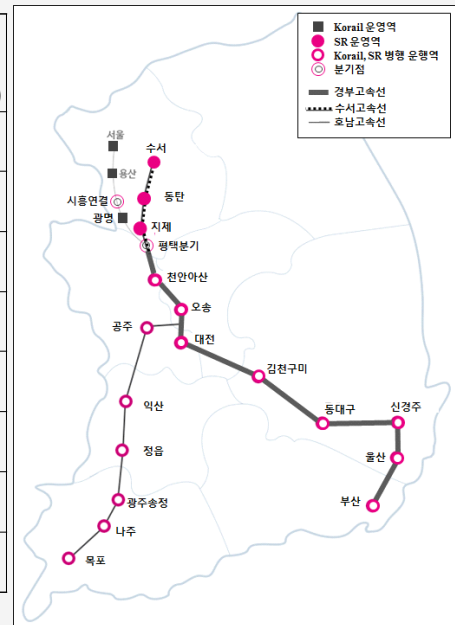 Korail 운영역
SR 운영역
Korail, SR 병행 운행역
분기점
경부고속선
수서고속선
호남고속선
서울
수서
용산
동탄
시흥연결
광명
지제
평택분기
천안아산
오송
공주
대전
김천구미
동대구
신경주
익산
정읍
울산
부산
광주송정
나주
목포